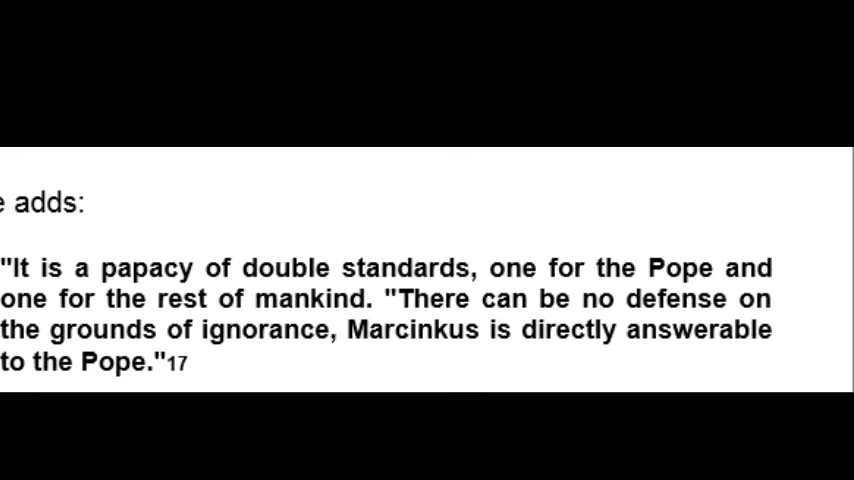 e adds:
"It is a papacy of double standards, one for the Pope and
one for the rest of mankind. "There can be no defense on
the grounds of ignorance, Marcinkus is directly answerable
to the Pope."17